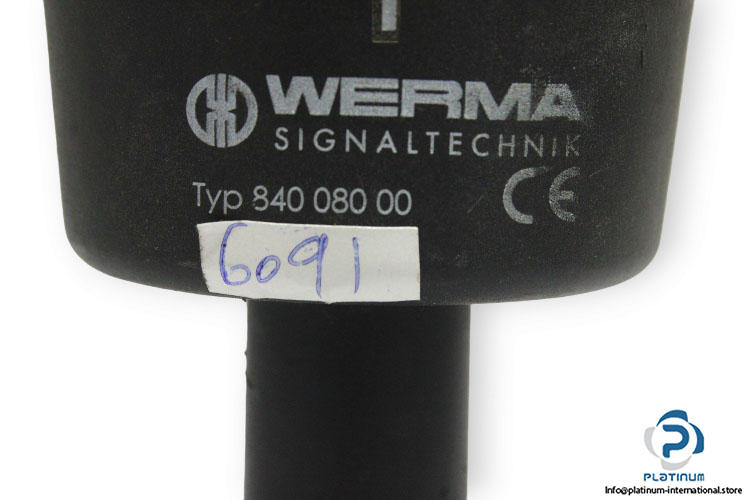 WERMA
SIGNALTECHNIK
Typ 840 080 00
CE
6091
PLATINUM
Info@platinum-international.store